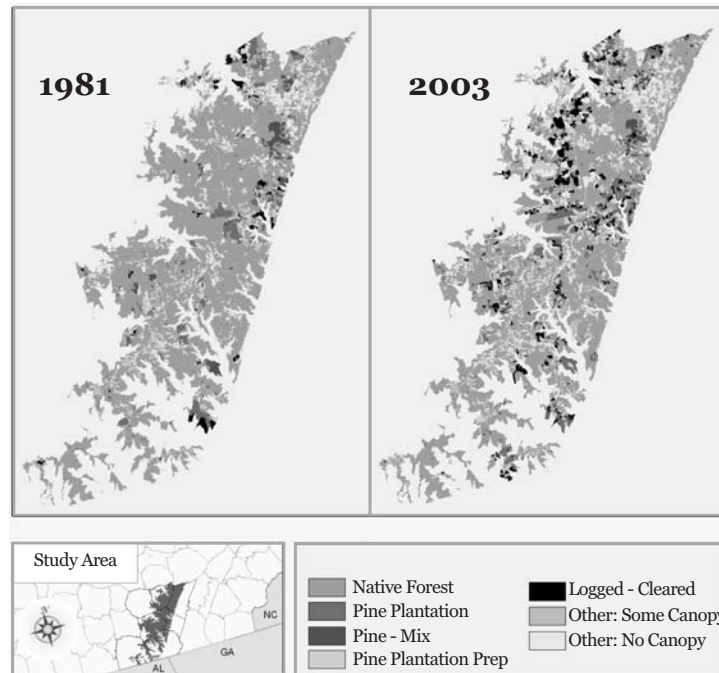 1981
2003
Study Area
N
NC
GA
AL
Native Forest
Pine Plantation
Pine - Mix
Pine Plantation Prep
Logged - Cleared
Other: Some Canopy
Other: No Canopy